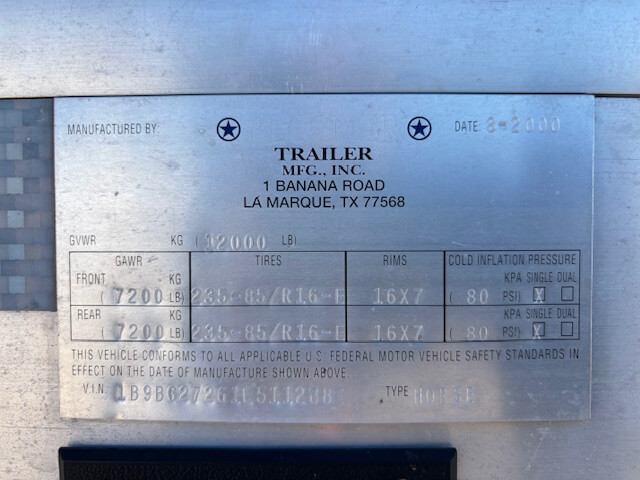 MANUFACTURED BY: DATE: 8-2000
TRAILER
MFG., INC.
1 BANANA ROAD
LA MARQUE, TX 77568
GVWR KG ( 12000 LB)
GAWR TIRES RIMS COLD INFLATION PRESSURE
FRONT KG KPA SINGLE DUAL
( 7200 LB) 235-85/R16-E 16X7 ( 80 PSI) X
REAR KG KPA SINGLE DUAL
( 7200 LB) 235-85/R16-E 16X7 ( 80 PSI) X
THIS VEHICLE CONFORMS TO ALL APPLICABLE U.S. FEDERAL MOTOR VEHICLE SAFETY STANDARDS IN
EFFECT ON THE DATE OF MANUFACTURE SHOWN ABOVE.
V.I.N. TYPE HORSE